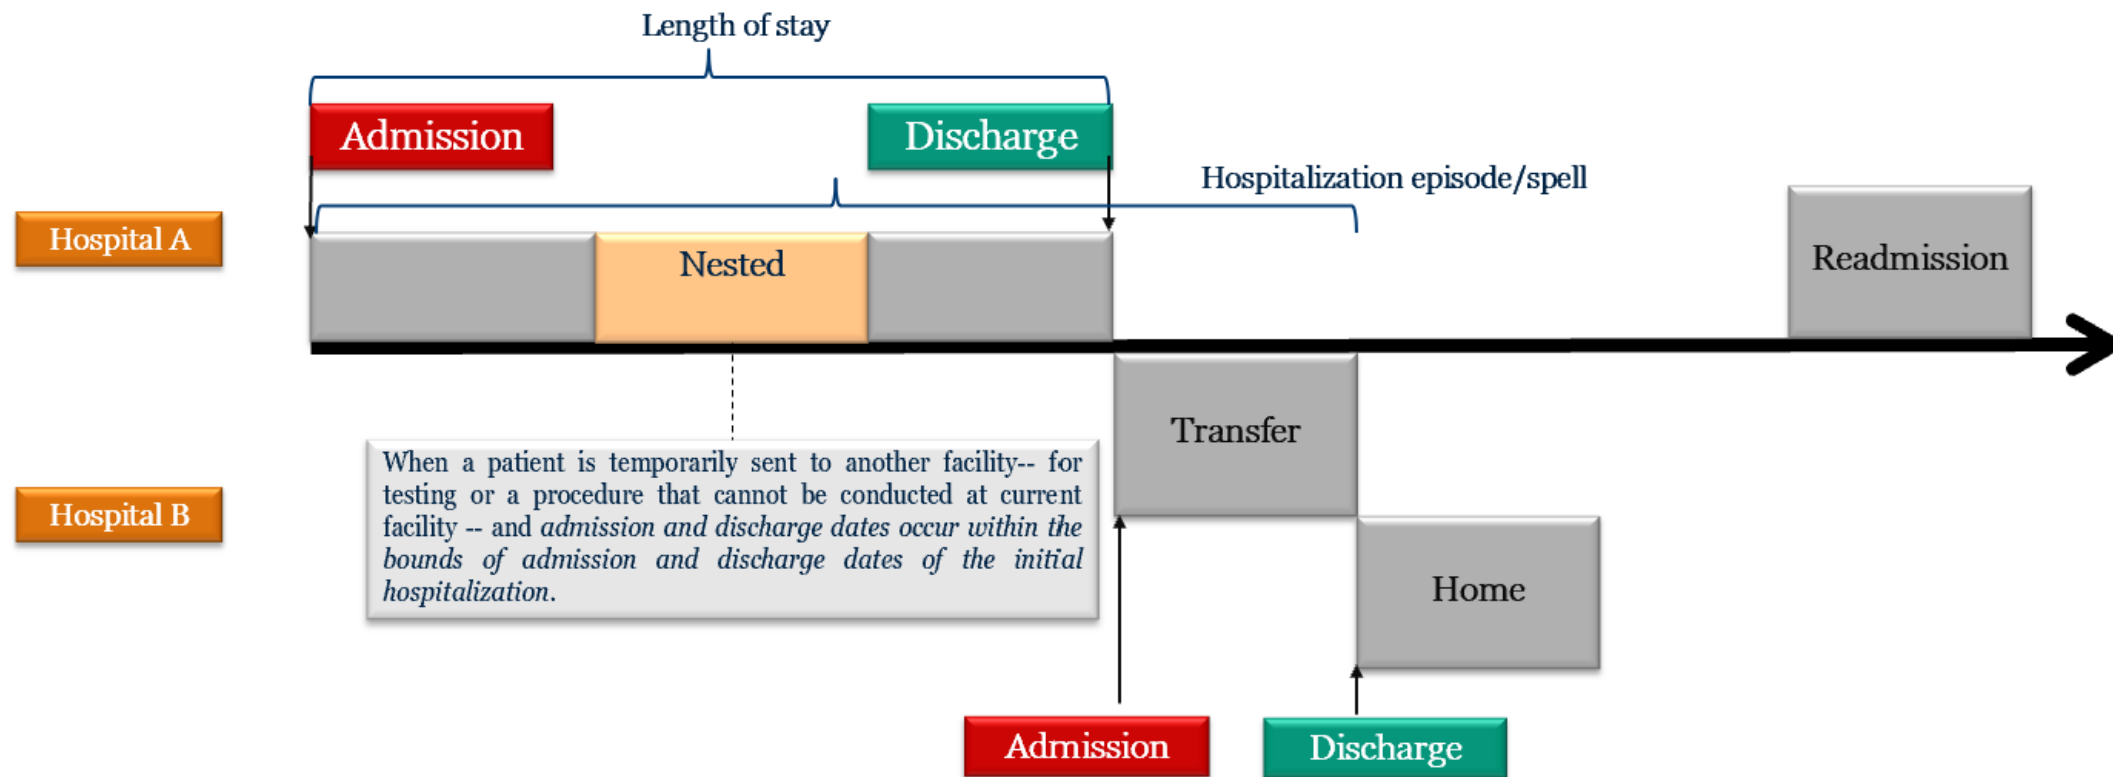 Length of stay
Admission
Discharge
Hospitalization episode/spell
Hospital A
Nested
Readmission
Transfer
When a patient is temporarily sent to another facility-- for
testing or a procedure that cannot be conducted at current
facility -- and admission and discharge dates occur within the
bounds of admission and discharge dates of the initial
hospitalization.
Hospital B
Home
Admission
Discharge